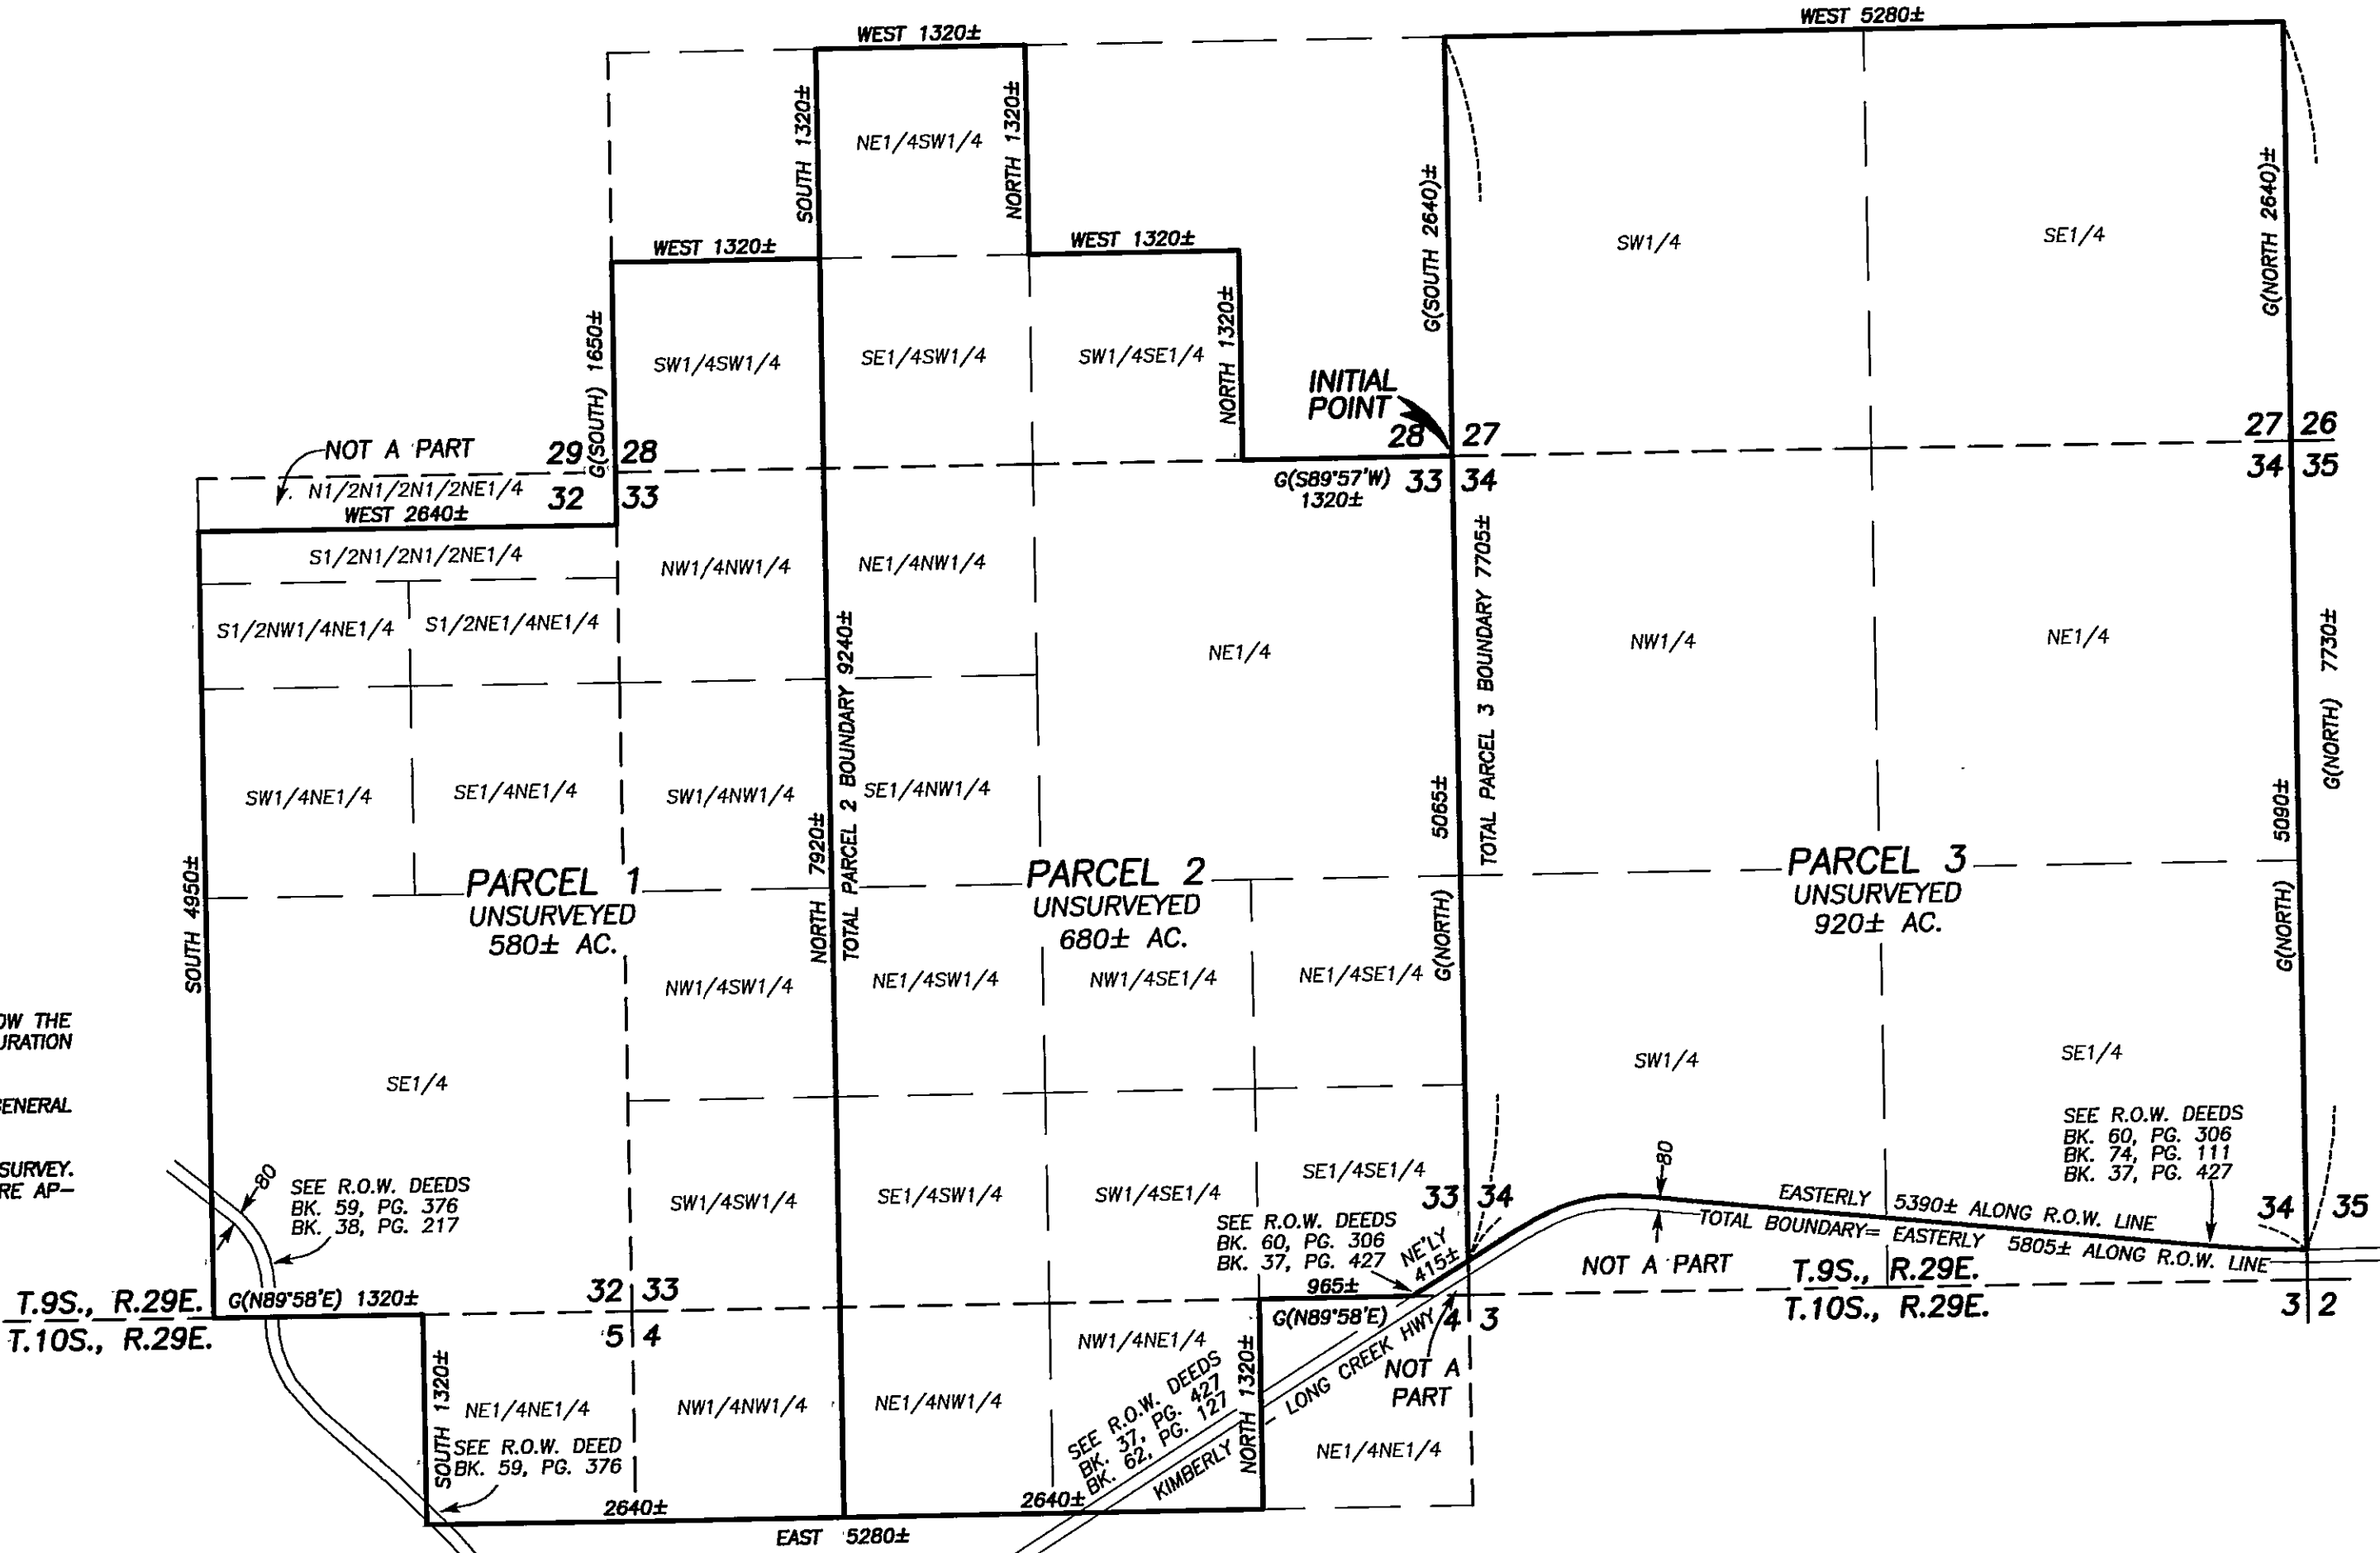 WEST 5280±
WEST 1320±
SOUTH 1320±
NORTH 1320±
NE1/4SW1/4
WEST 1320±
WEST 1320±
G(SOUTH 2640)±
G(NORTH 2640)±
SW1/4
SE1/4
G(SOUTH) 1650±
SW1/4SW1/4
SE1/4SW1/4
SW1/4SE1/4
NORTH 1320±
INITIAL
POINT
NOT A PART
29 28
32 33
28 27
33 34
27 26
34 35
G(S89°57'W)
1320±
N1/2N1/2N1/2NE1/4
WEST 2640±
S1/2N1/2N1/2NE1/4
NW1/4NW1/4
NE1/4NW1/4
S1/2NW1/4NE1/4
S1/2NE1/4NE1/4
NE1/4
NW1/4
NE1/4
TOTAL PARCEL 3 BOUNDARY 7705±
G(NORTH) 7730±
SW1/4NE1/4
SE1/4NE1/4
SW1/4NW1/4
SE1/4NW1/4
NORTH 7920±
TOTAL PARCEL 2 BOUNDARY 9240±
G(NORTH) 5065±
G(NORTH) 5090±
SOUTH 4950±
PARCEL 1
UNSURVEYED
580± AC.
PARCEL 2
UNSURVEYED
680± AC.
PARCEL 3
UNSURVEYED
920± AC.
NW1/4SW1/4
NE1/4SW1/4
NW1/4SE1/4
NE1/4SE1/4
OW THE
URATION
GENERAL
SURVEY.
RE AP-
SE1/4
SW1/4
SE1/4
80
SEE R.O.W. DEEDS
BK. 59, PG. 376
BK. 38, PG. 217
SW1/4SW1/4
SE1/4SW1/4
SW1/4SE1/4
SE1/4SE1/4
33 34
SEE R.O.W. DEEDS
BK. 60, PG. 306
BK. 37, PG. 427
NE'LY
415±
80
SEE R.O.W. DEEDS
BK. 60, PG. 306
BK. 74, PG. 111
BK. 37, PG. 427
34 35
EASTERLY 5390± ALONG R.O.W. LINE
TOTAL BOUNDARY= EASTERLY 5805± ALONG R.O.W. LINE
NOT A PART
T.9S., R.29E.
T.10S., R.29E.
G(N89°58'E) 1320±
32 33
5 4
965±
G(N89°58'E)
4 3
T.9S., R.29E.
T.10S., R.29E.
3 2
SOUTH 1320±
NE1/4NE1/4
NW1/4NW1/4
NE1/4NW1/4
NW1/4NE1/4
NORTH 1320±
NOT A
PART
NE1/4NE1/4
SEE R.O.W. DEED
BK. 59, PG. 376
SEE R.O.W. DEEDS
BK. 37, PG. 427
BK. 62, PG. 127
KIMBERLY - LONG CREEK HWY
2640±
2640±
EAST 5280±